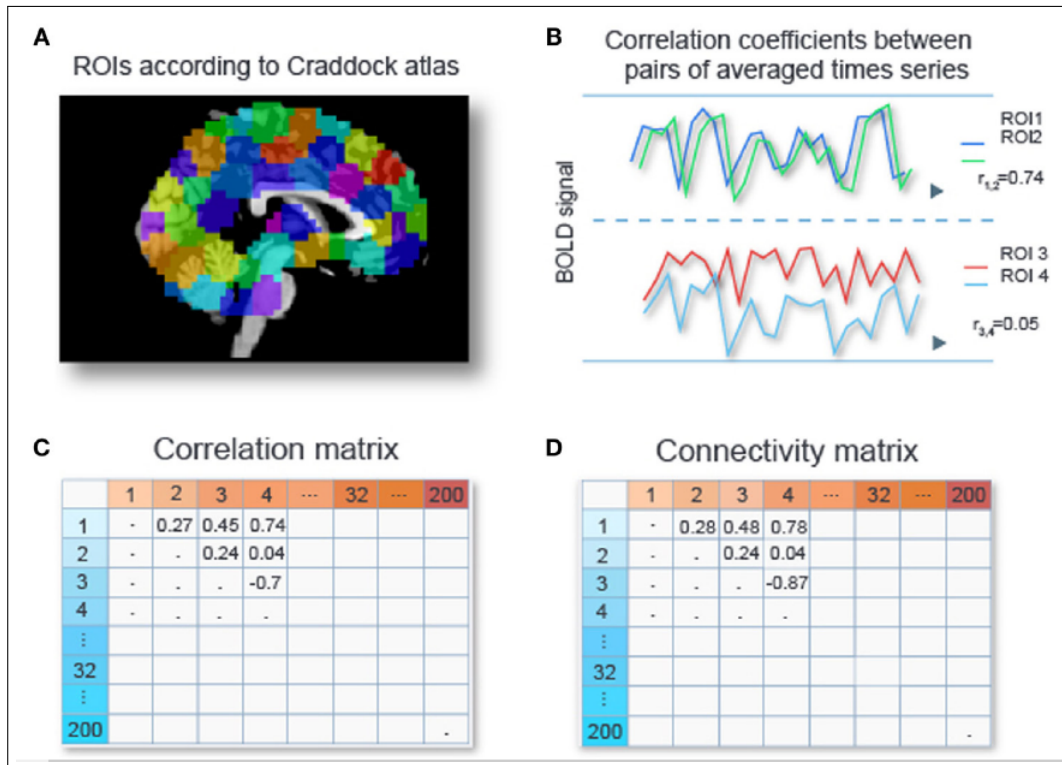 A
ROIs according to Craddock atlas
B
Correlation coefficients between
pairs of averaged times series
BOLD signal
ROI1
ROI2
r1,2=0.74
ROI 3
ROI 4
r3,4=0.05
C
Correlation matrix
1 2 3 4 ... 32 ... 200
1 - 0.27 0.45 0.74
2 - . 0.24 0.04
3 - . . -0.7
4 - . . .
⋮
32
⋮
200 .
D
Connectivity matrix
1 2 3 4 ... 32 ... 200
1 - 0.28 0.48 0.78
2 - . 0.24 0.04
3 - . . -0.87
4 - . . .
⋮
32
⋮
200 .